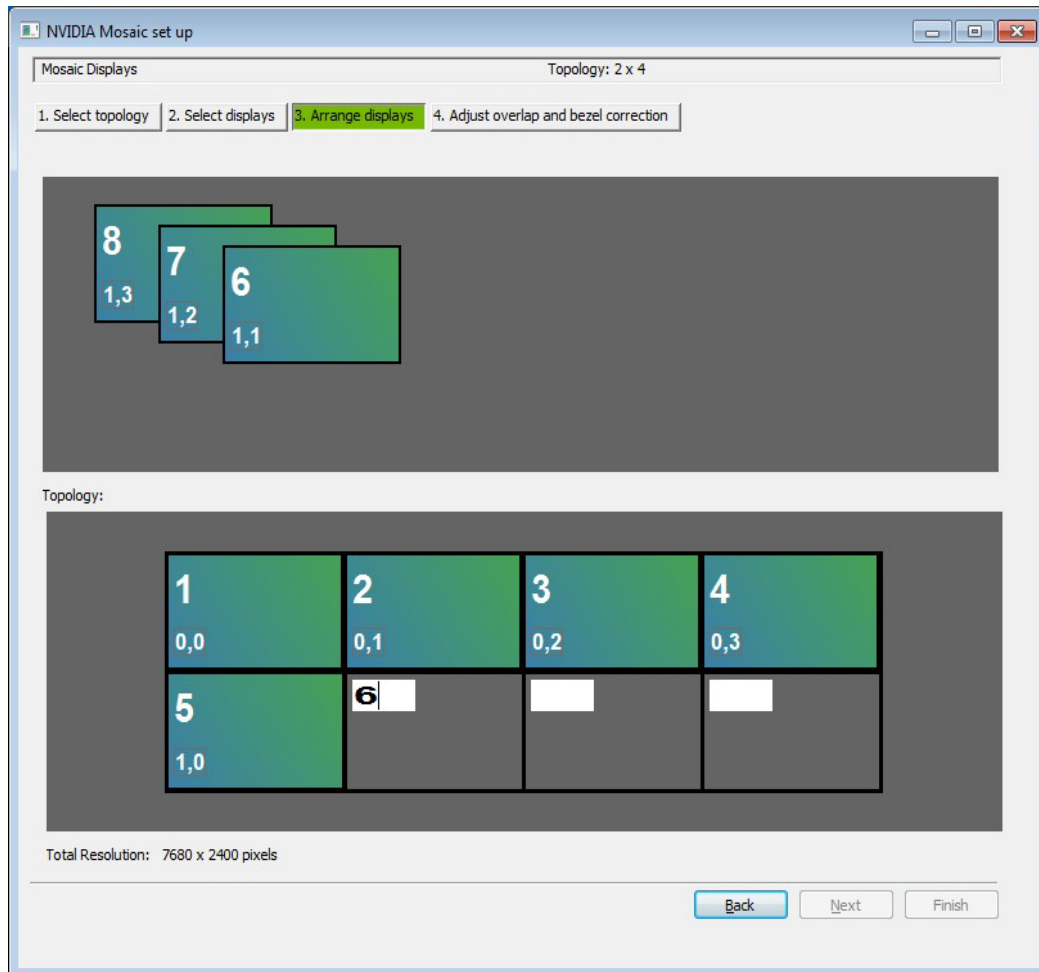 NVIDIA Mosaic set up
Mosaic Displays Topology: 2 x 4
1. Select topology 2. Select displays 3. Arrange displays 4. Adjust overlap and bezel correction
8
1,3
7
1,2
6
1,1
Topology:
1 2 3 4
0,0 0,1 0,2 0,3
5 6
1,0
Total Resolution: 7680 x 2400 pixels
Back Next Finish